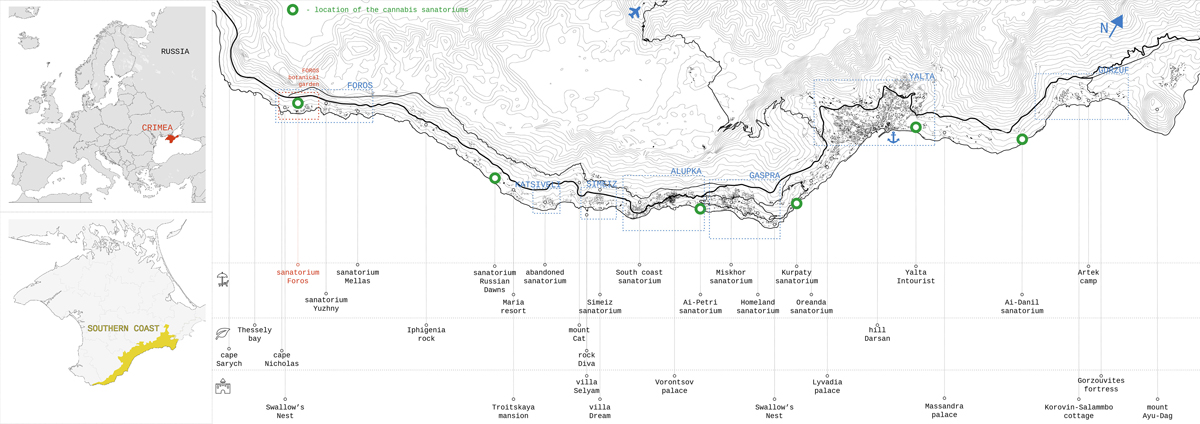 RUSSIA
CRIMEA
SOUTHERN COAST
- location of the cannabis sanatoriums
N
FOROS
botanical
garden
FOROS
KATSIVELI
SIMEIZ
ALUPKA
GASPRA
YALTA
GURZUF
sanatorium
Foros
sanatorium
Mellas
sanatorium
Russian
Dawns
abandoned
sanatorium
South coast
sanatorium
Miskhor
sanatorium
Kurpaty
sanatorium
Yalta
Intourist
Artek
camp
sanatorium
Yuzhny
Maria
resort
Simeiz
sanatorium
Ai-Petri
sanatorium
Homeland
sanatorium
Oreanda
sanatorium
Ai-Danil
sanatorium
Thessely
bay
Iphigenia
rock
mount
Cat
hill
Darsan
cape
Sarych
cape
Nicholas
rock
Diva
villa
Selyam
Vorontsov
palace
Lyvadia
palace
Gorzouvites
fortress
Swallow's
Nest
Troitskaya
mansion
villa
Dream
Swallow's
Nest
Massandra
palace
Korovin-Salammbo
cottage
mount
Ayu-Dag